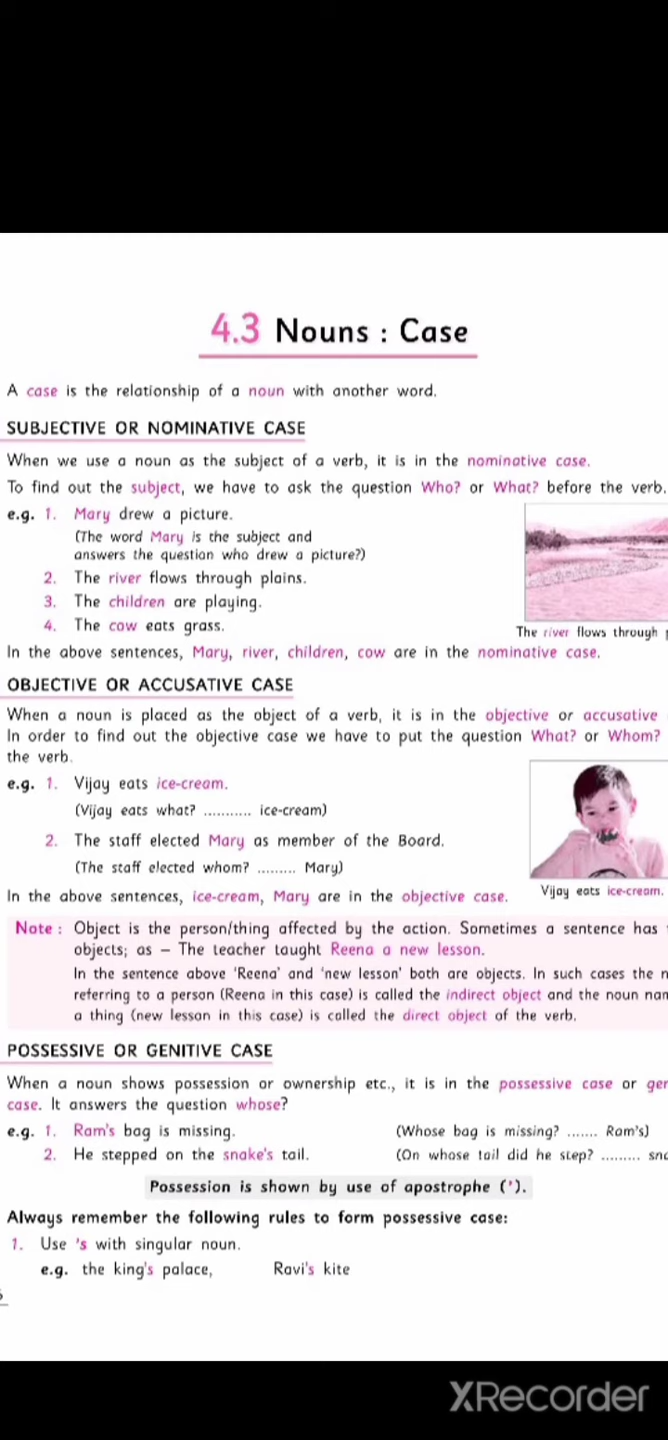 4.3 Nouns : Case
A case is the relationship of a noun with another word.
SUBJECTIVE OR NOMINATIVE CASE
When we use a noun as the subject of a verb, it is in the nominative case.
To find out the subject, we have to ask the question Who? or What? before the verb.
e.g. 1. Mary drew a picture.
(The word Mary is the subject and
answers the question who drew a picture?)
2. The river flows through plains.
3. The children are playing.
4. The cow eats grass.
The river flows through
In the above sentences, Mary, river, children, cow are in the nominative case.
OBJECTIVE OR ACCUSATIVE CASE
When a noun is placed as the object of a verb, it is in the objective or accusative
In order to find out the objective case we have to put the question What? or Whom?
the verb.
e.g. 1. Vijay eats ice-cream.
(Vijay eats what? ........... ice-cream)
2. The staff elected Mary as member of the Board.
(The staff elected whom? ......... Mary)
Vijay eats ice-cream.
In the above sentences, ice-cream, Mary are in the objective case.
Note : Object is the person/thing affected by the action. Sometimes a sentence has
objects; as – The teacher taught Reena a new lesson.
In the sentence above 'Reena' and 'new lesson' both are objects. In such cases the
referring to a person (Reena in this case) is called the indirect object and the noun
a thing (new lesson in this case) is called the direct object of the verb.
POSSESSIVE OR GENITIVE CASE
When a noun shows possession or ownership etc., it is in the possessive case or
case. It answers the question whose?
e.g. 1. Ram's bag is missing. (Whose bag is missing? ....... Ram's)
2. He stepped on the snake's tail. (On whose tail did he step? .........
Possession is shown by use of apostrophe (').
Always remember the following rules to form possessive case:
1. Use 's with singular noun.
e.g. the king's palace, Ravi's kite
XRecorder